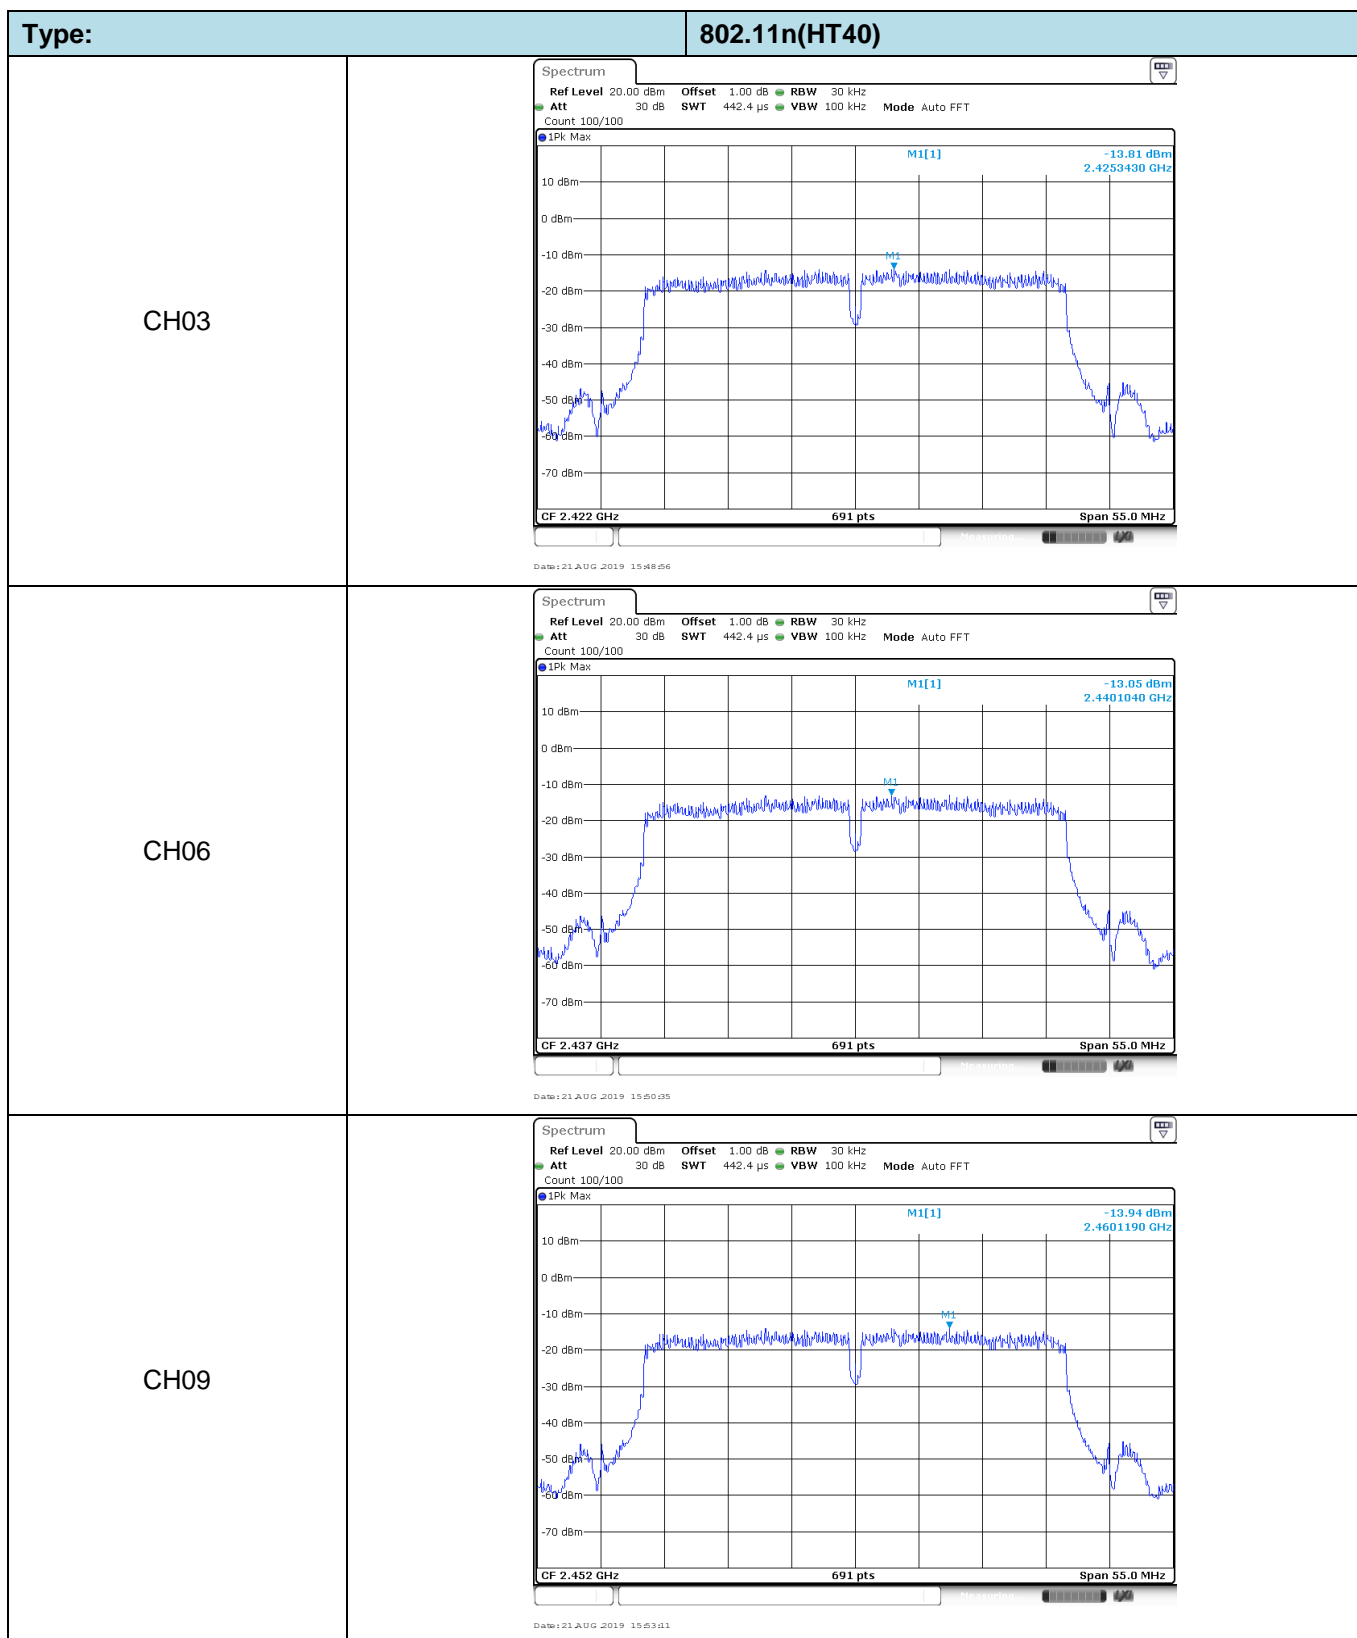 Type: 802.11n(HT40)
CH03
Spectrum
Ref Level 20.00 dBm Offset 1.00 dB RBW 30 kHz
Att 30 dB SWT 442.4 µs VBW 100 kHz Mode Auto FFT
Count 100/100
1Pk Max
M1[1] -13.81 dBm
2.4253430 GHz
10 dBm
0 dBm
M1
-10 dBm
-20 dBm
-30 dBm
-40 dBm
-50 dBm
-60 dBm
-70 dBm
CF 2.422 GHz 691 pts Span 55.0 MHz
Measuring...
Date: 21.AUG.2019 15:48:56
CH06
Spectrum
Ref Level 20.00 dBm Offset 1.00 dB RBW 30 kHz
Att 30 dB SWT 442.4 µs VBW 100 kHz Mode Auto FFT
Count 100/100
1Pk Max
M1[1] -13.05 dBm
2.4401040 GHz
10 dBm
0 dBm
M1
-10 dBm
-20 dBm
-30 dBm
-40 dBm
-50 dBm
-60 dBm
-70 dBm
CF 2.437 GHz 691 pts Span 55.0 MHz
Measuring...
Date: 21.AUG.2019 15:50:35
CH09
Spectrum
Ref Level 20.00 dBm Offset 1.00 dB RBW 30 kHz
Att 30 dB SWT 442.4 µs VBW 100 kHz Mode Auto FFT
Count 100/100
1Pk Max
M1[1] -13.94 dBm
2.4601190 GHz
10 dBm
0 dBm
-10 dBm
M1
-20 dBm
-30 dBm
-40 dBm
-50 dBm
-60 dBm
-70 dBm
CF 2.452 GHz 691 pts Span 55.0 MHz
Measuring...
Date: 21.AUG.2019 15:53:11